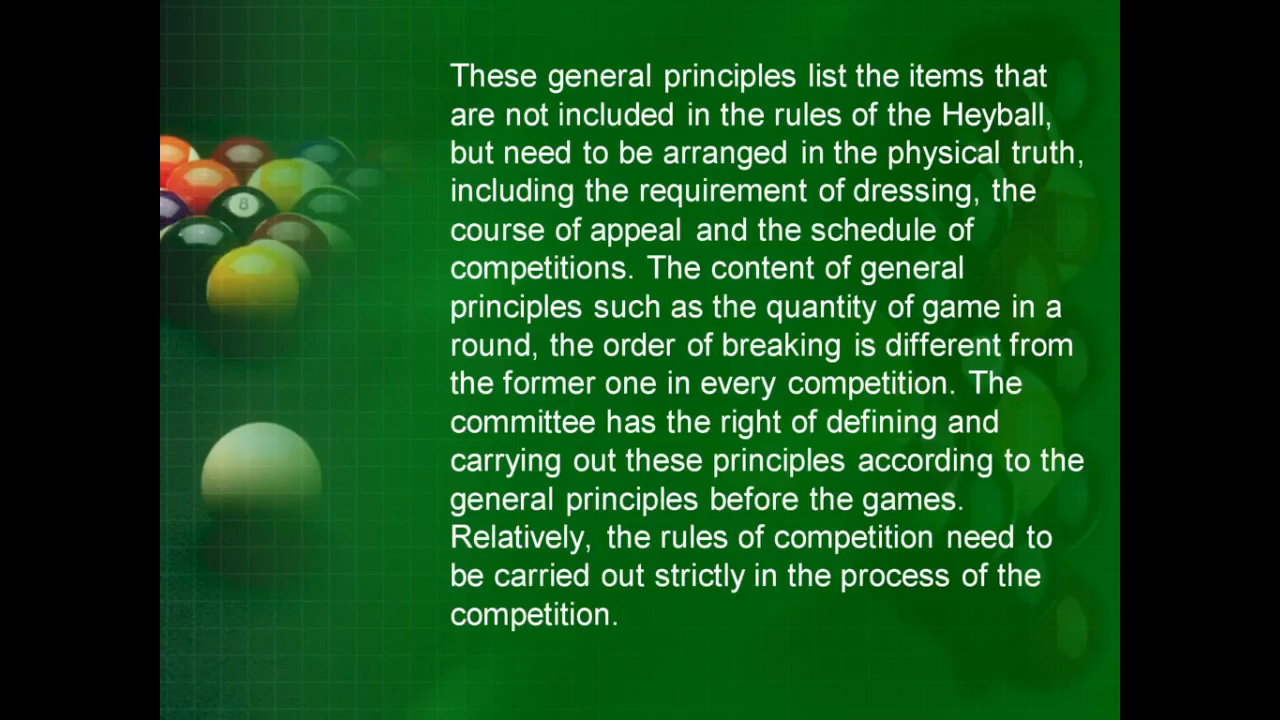 These general principles list the items that
are not included in the rules of the Heyball,
but need to be arranged in the physical truth,
including the requirement of dressing, the
course of appeal and the schedule of
competitions. The content of general
principles such as the quantity of game in a
round, the order of breaking is different from
the former one in every competition. The
committee has the right of defining and
carrying out these principles according to the
general principles before the games.
Relatively, the rules of competition need to
be carried out strictly in the process of the
competition.
8